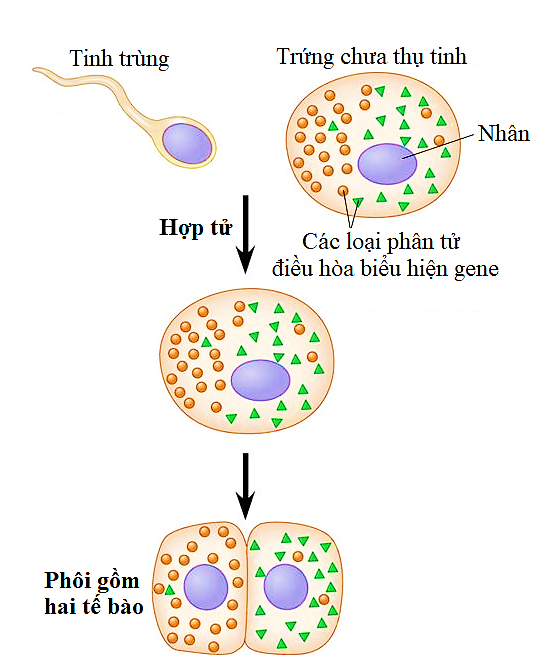 Tinh trùng
Trứng chưa thụ tinh
Nhân
Hợp tử
Các loại phân tử
điều hòa biểu hiện gene
Phôi gồm
hai tế bào